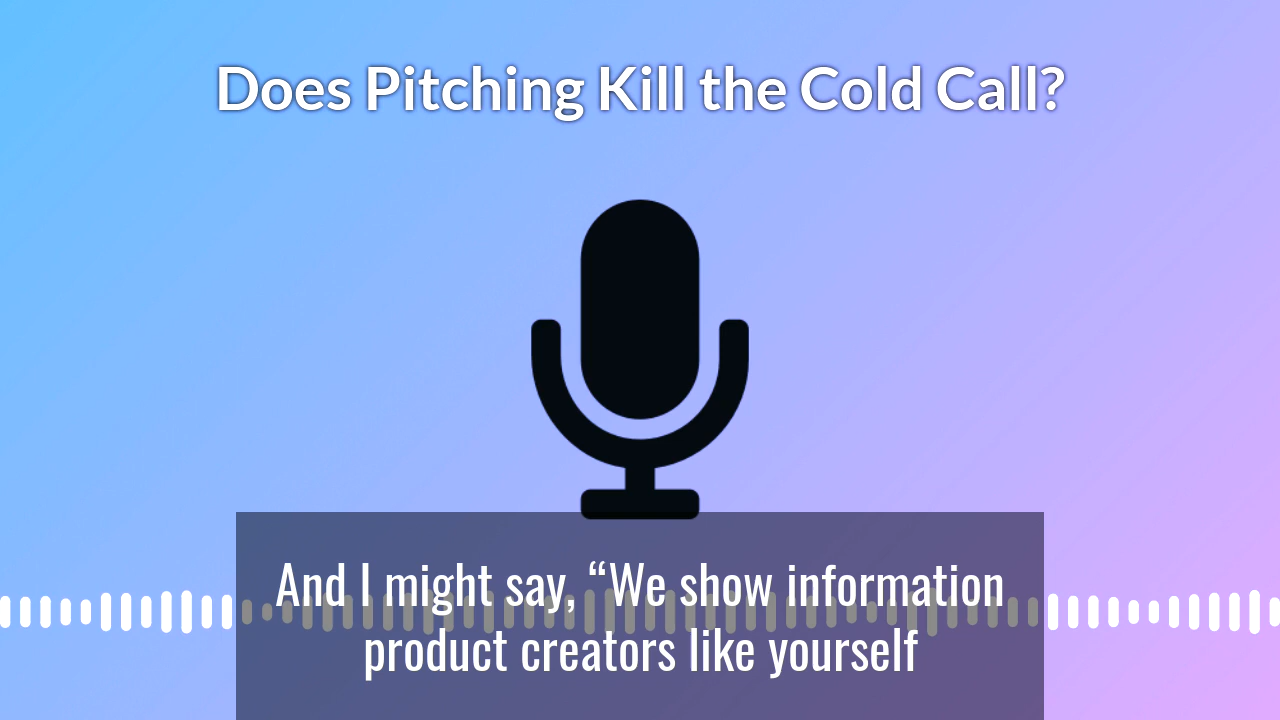 Does Pitching Kill the Cold Call?
And I might say, “We show information
product creators like yourself